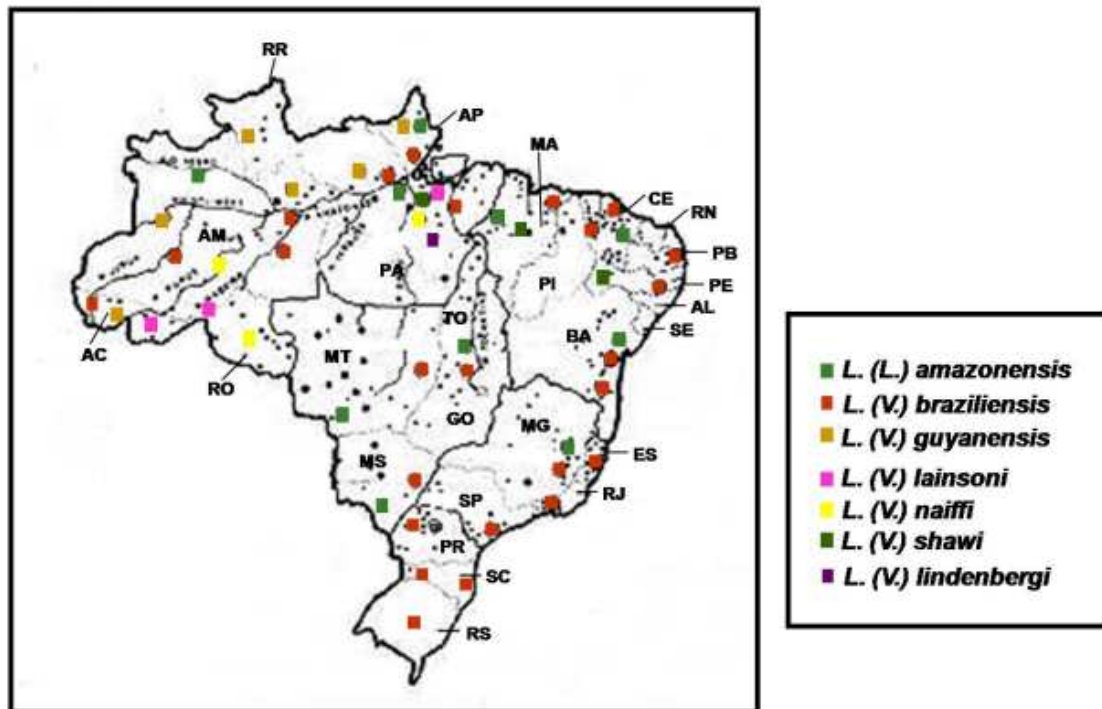 RR
AP
MA
CE
RN
AM
PB
PA
PI
PE
AL
TO
SE
AC
BA
RO
MT
GO
MG
ES
MS
RJ
SP
PR
SC
RS
L. (L.) amazonensis
L. (V.) braziliensis
L. (V.) guyanensis
L. (V.) lainsoni
L. (V.) naiffi
L. (V.) shawi
L. (V.) lindenbergi